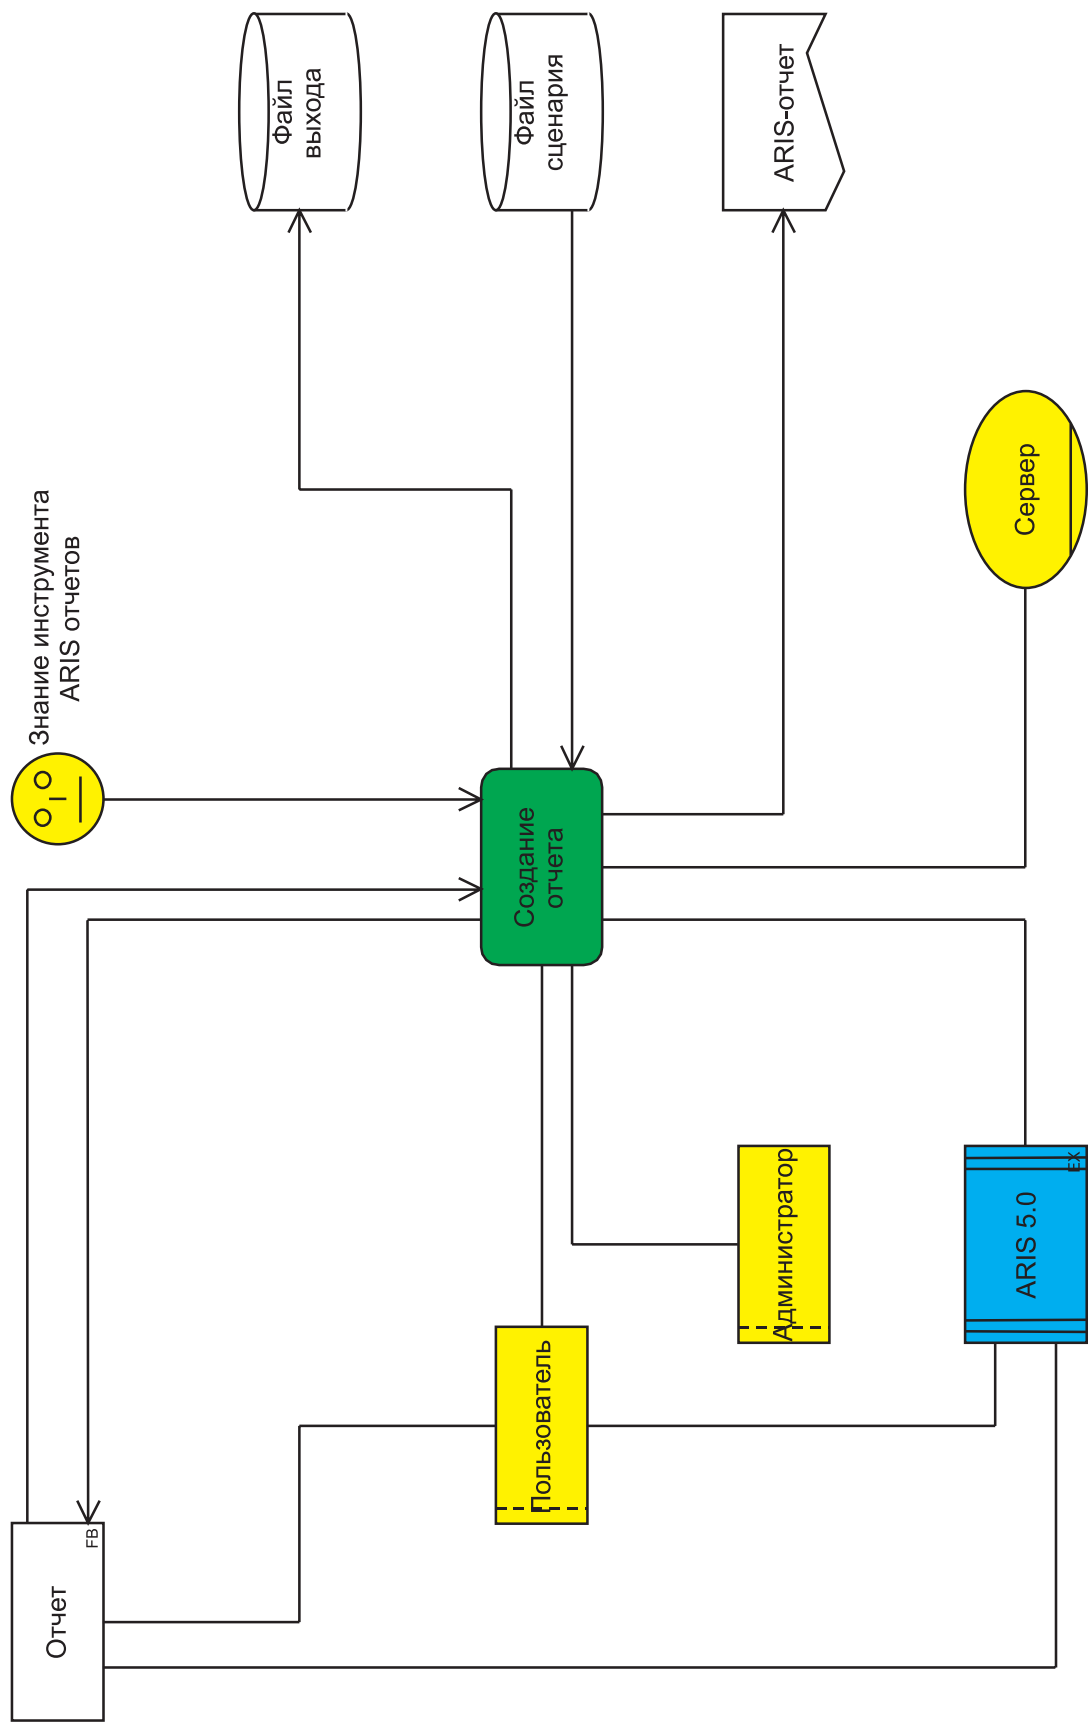 Отчет
FB
Знание инструмента
ARIS отчетов
Файл
выхода
Пользователь
Создание
отчета
Файл
сценария
Администратор
ARIS-отчет
ARIS 5.0
EX
Сервер